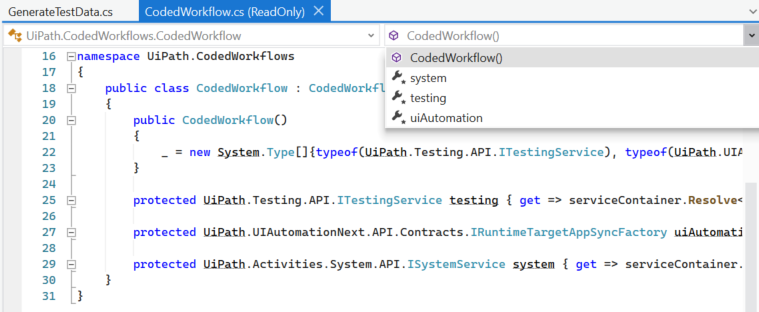 GenerateTestData.cs CodedWorkflow.cs (ReadOnly)
UiPath.CodedWorkflows.CodedWorkflow CodedWorkflow()
CodedWorkflow()
system
testing
uiAutomation
16 namespace UiPath.CodedWorkflows
17 {
18 public class CodedWorkflow : CodedWorkfl
19 {
20 public CodedWorkflow()
21 {
22 _ = new System.Type[]{typeof(UiPath.Testing.API.ITestingService), typeof(UiPath.UIA
23 }
24
25 protected UiPath.Testing.API.ITestingService testing { get => serviceContainer.Resolve<
26
27 protected UiPath.UIAutomationNext.API.Contracts.IRuntimeTargetAppSyncFactory uiAutomati
28
29 protected UiPath.Activities.System.API.ISystemService system { get => serviceContainer.
30 }
31 }